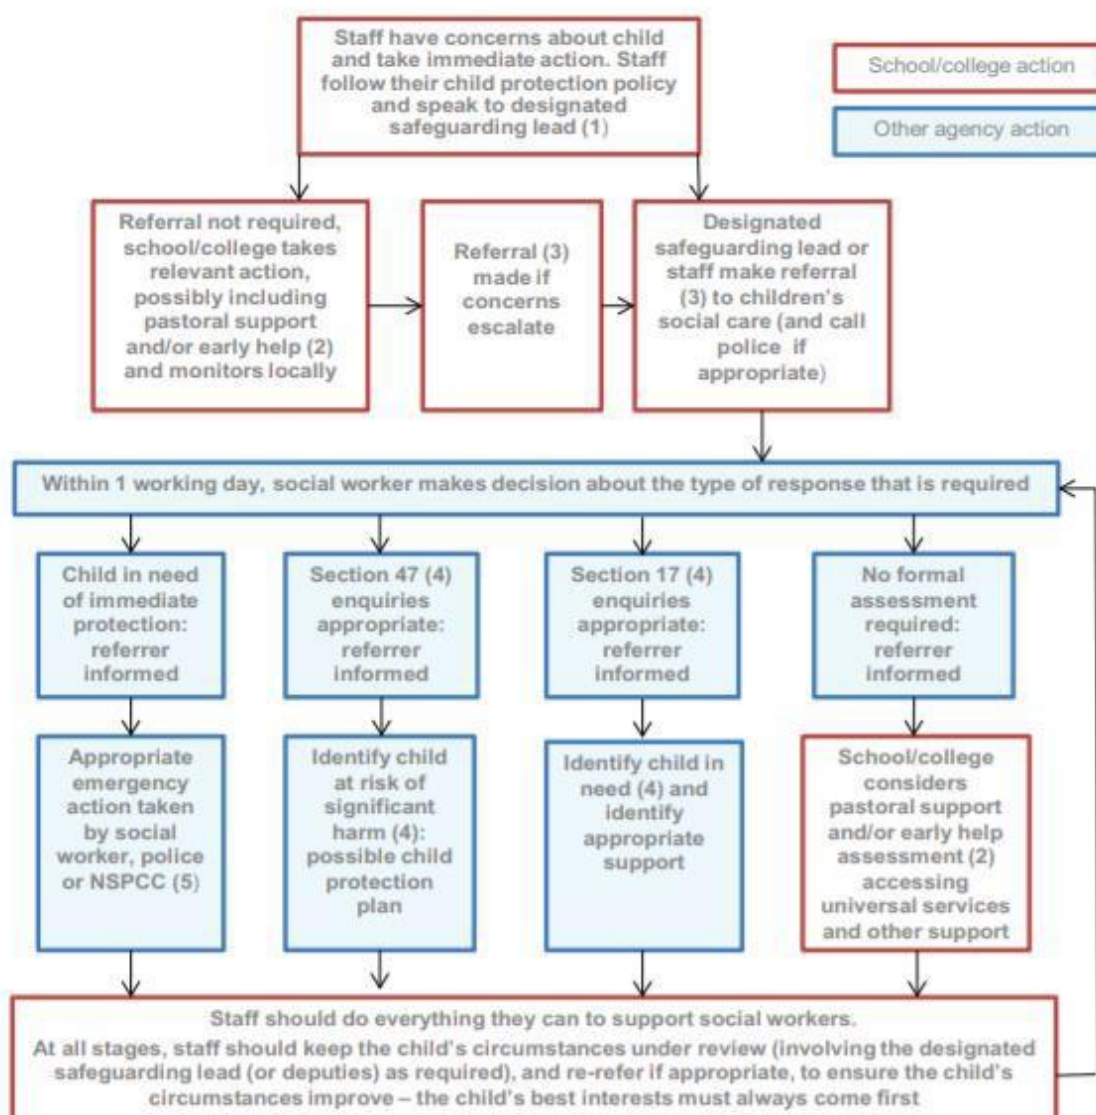 Staff have concerns about child
and take immediate action. Staff
follow their child protection policy
and speak to designated
safeguarding lead (1)
School/college action
Other agency action
Referral not required,
school/college takes
relevant action,
possibly including
pastoral support
and/or early help (2)
and monitors locally
Referral (3)
made if
concerns
escalate
Designated
safeguarding lead or
staff make referral
(3) to children's
social care (and call
police if
appropriate)
Within 1 working day, social worker makes decision about the type of response that is required
Child in need
of immediate
protection:
referrer
informed
Section 47 (4)
enquiries
appropriate:
referrer
informed
Section 17 (4)
enquiries
appropriate:
referrer
informed
No formal
assessment
required:
referrer
informed
Appropriate
emergency
action taken
by social
worker, police
or NSPCC (5)
Identify child
at risk of
significant
harm (4):
possible child
protection
plan
Identify child in
need (4) and
identify
appropriate
support
School/college
considers
pastoral support
and/or early help
assessment (2)
accessing
universal services
and other support
Staff should do everything they can to support social workers.
At all stages, staff should keep the child's circumstances under review (involving the designated
safeguarding lead (or deputies) as required), and re-refer if appropriate, to ensure the child's
circumstances improve – the child's best interests must always come first